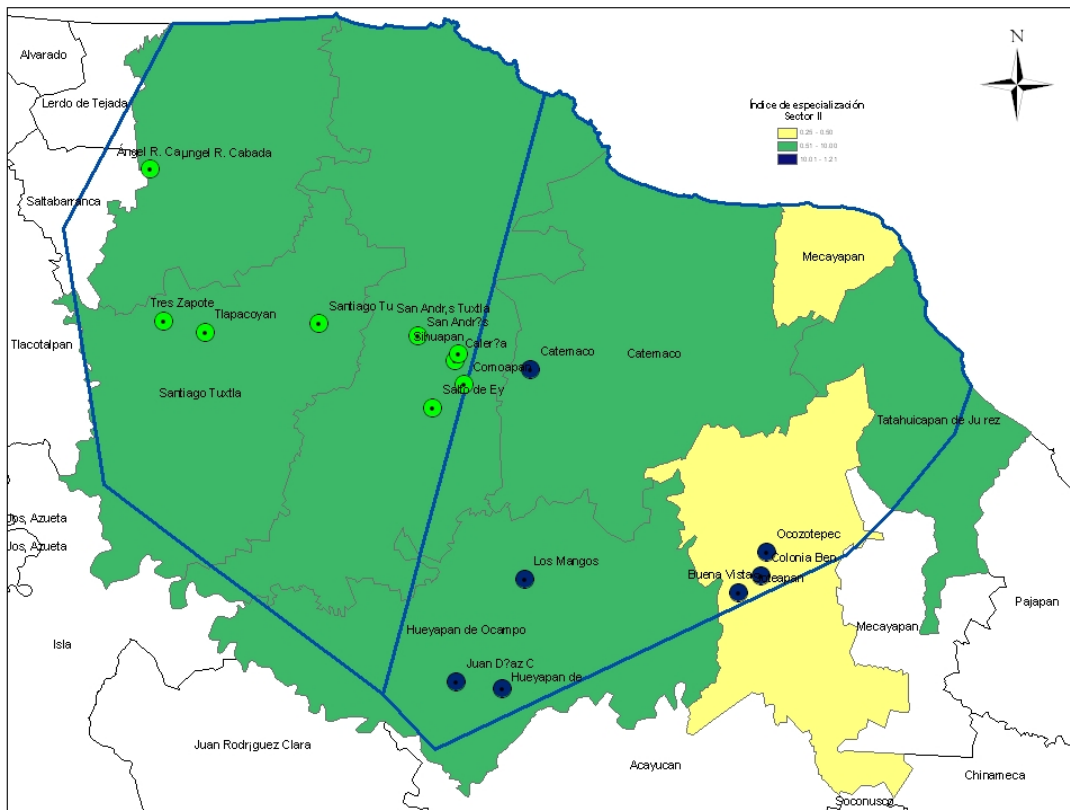 N
Alvarado
Lerdo de Tejada
Índice de especialización
Sector II
0.25 - 0.50
0.51 - 10.00
10.01 - 1.21
Ángel R. Ca
ngel R. Cabada
Saltabarranca
Mecayapan
Tres Zapote
Tlapacoyan
Santiago Tu
San Andr,s Tuxtla
San Andr?s
Sihuapan
Caler?a
Comoapan
Catemaco
Catemaco
Tlacotalpan
Santiago Tuxtla
Salto de Ey
Tatahuicapan de Ju rez
Jos, Azueta
Jos, Azueta
Ocozotepec
Colonia Ben
Los Mangos
Buena Vista
Pajapan
Mecayapan
Hueyapan de Ocampo
Isla
Juan D?az C
Hueyapan de
Juan Rodr¡guez Clara
Acayucan
Chinameca
Soconusco